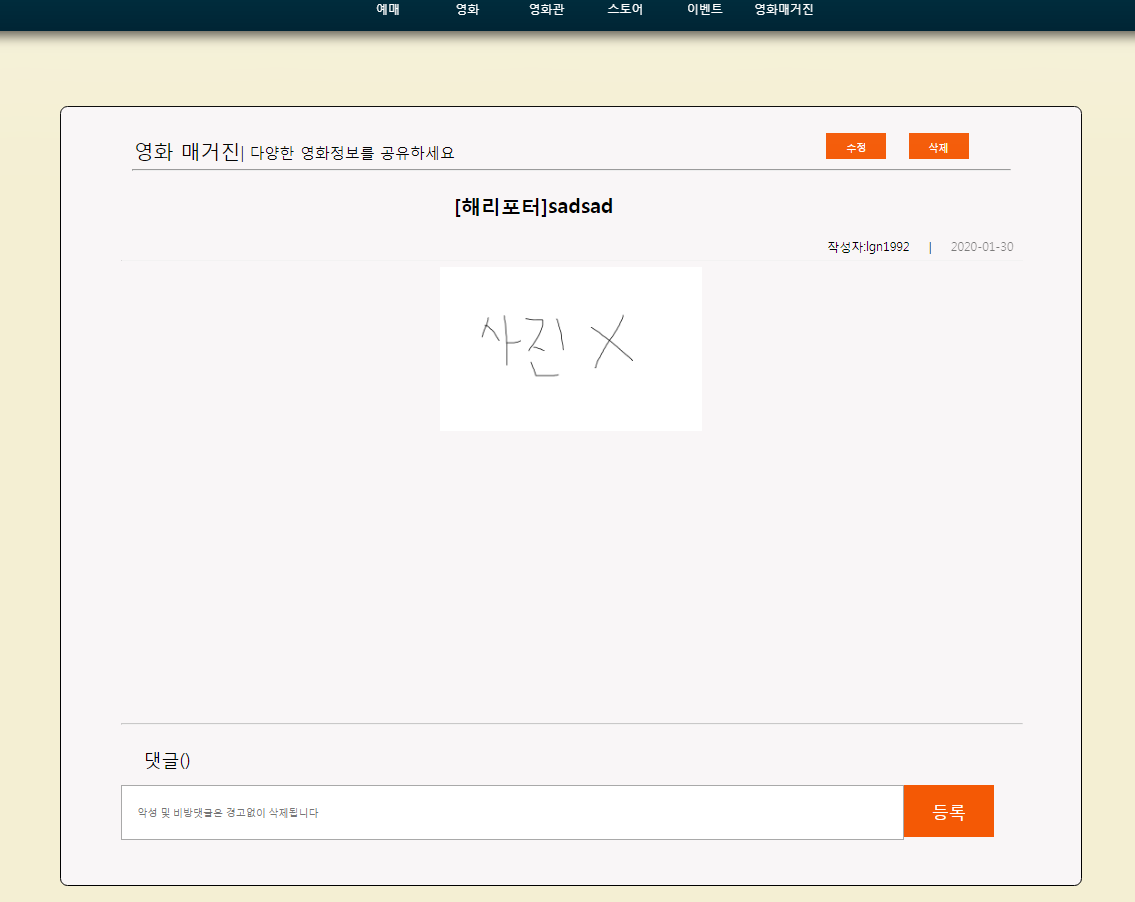 예매 영화 영화관 스토어 이벤트 영화매거진
영화 매거진| 다양한 영화정보를 공유하세요 수정 삭제
[해리포터]sadsad
작성자:lgn1992 | 2020-01-30
사진 X
댓글()
악성 및 비방댓글은 경고없이 삭제됩니다 등록